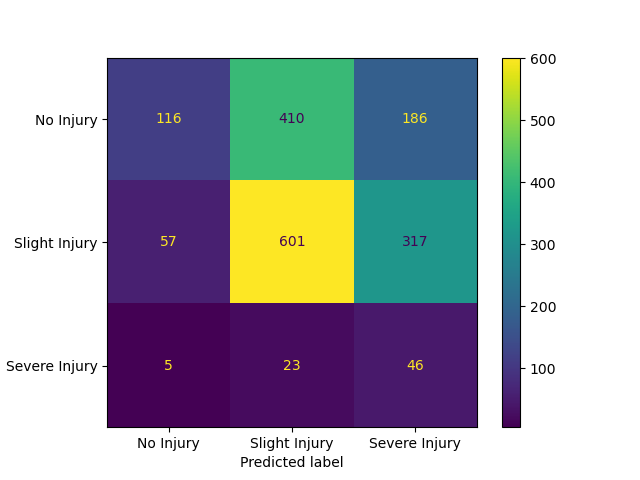 600
No Injury 116 410 186
500
400
Slight Injury 57 601 317
300
200
Severe Injury 5 23 46
100
No Injury Slight Injury Severe Injury
Predicted label